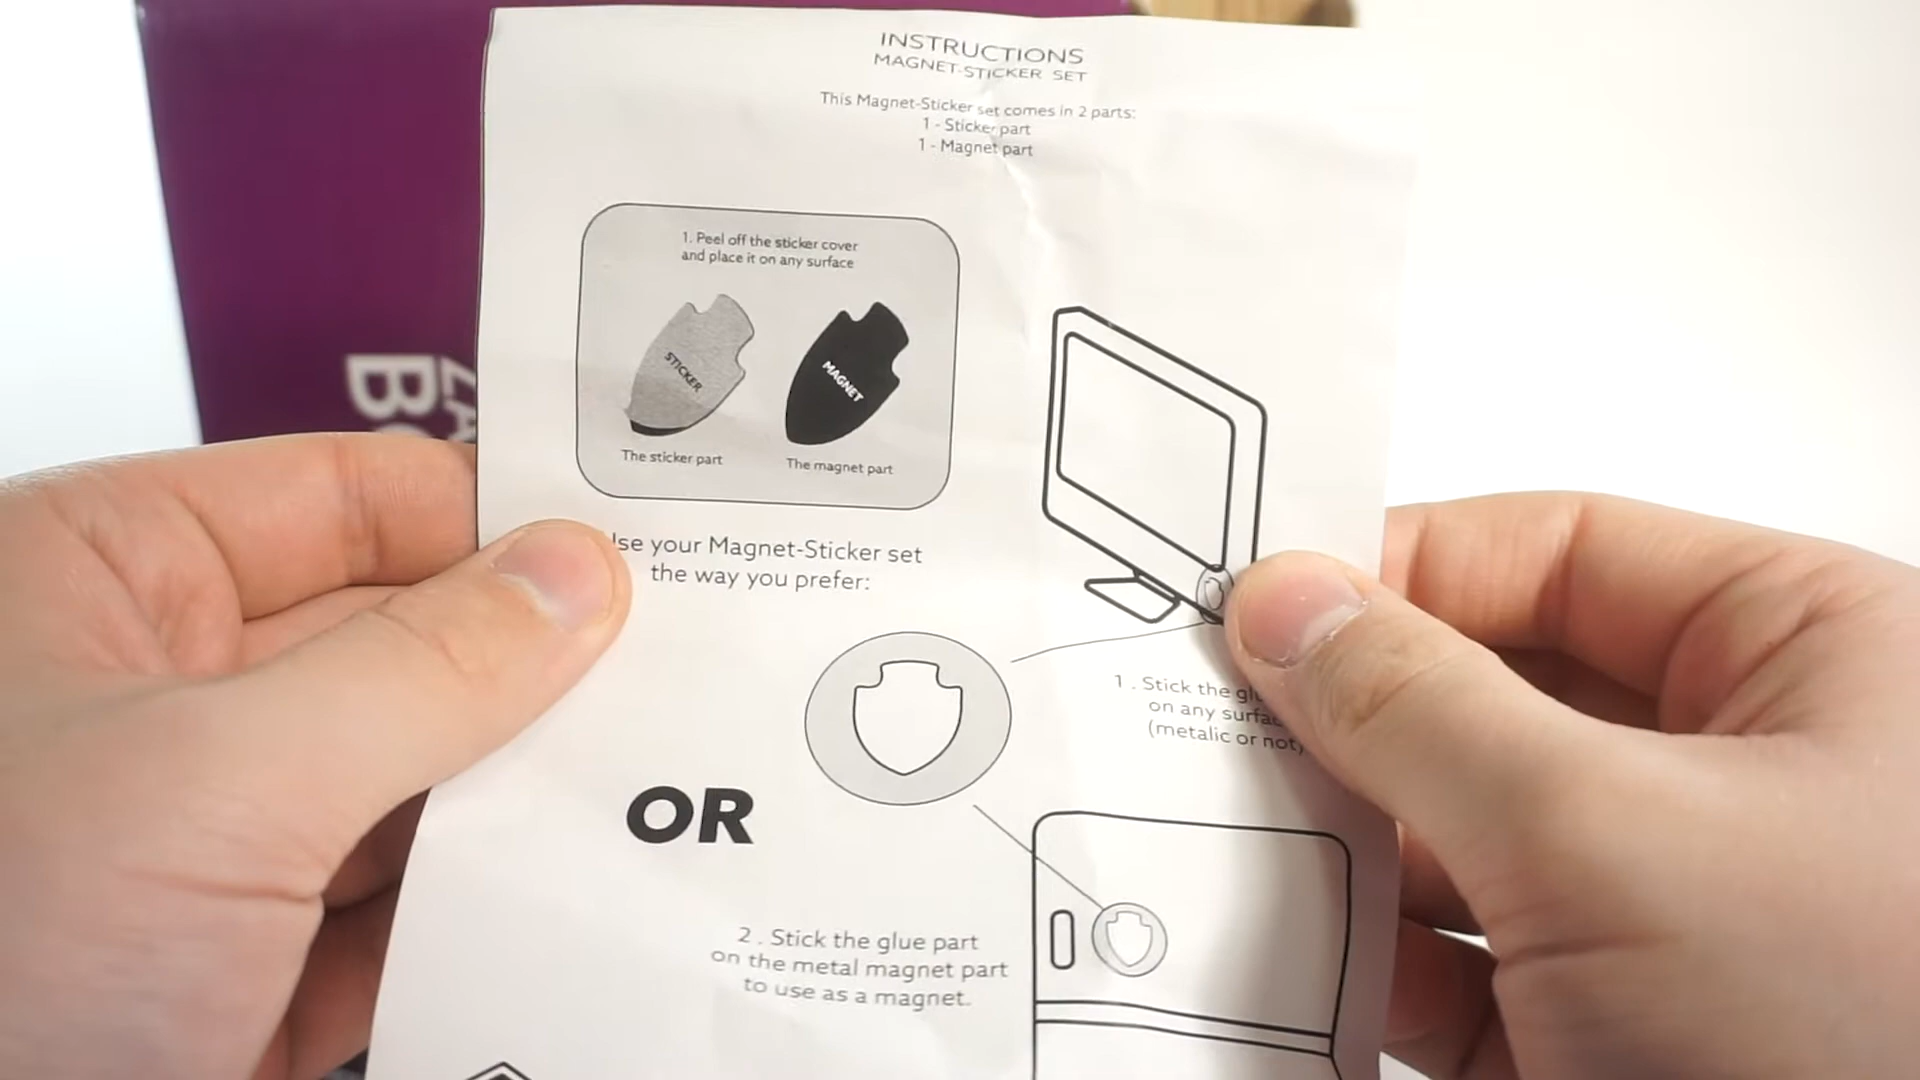 INSTRUCTIONS
MAGNET-STICKER SET
This Magnet-Sticker set comes in 2 parts:
1 - Sticker part
1 - Magnet part
1. Peel off the sticker cover
and place it on any surface
STICKER
MAGNET
The sticker part
The magnet part
your Magnet-Sticker set
the way you prefer:
1 . Stick the
on any
(metalic or not)
OR
2 . Stick the glue part
on the metal magnet part
to use as a magnet.